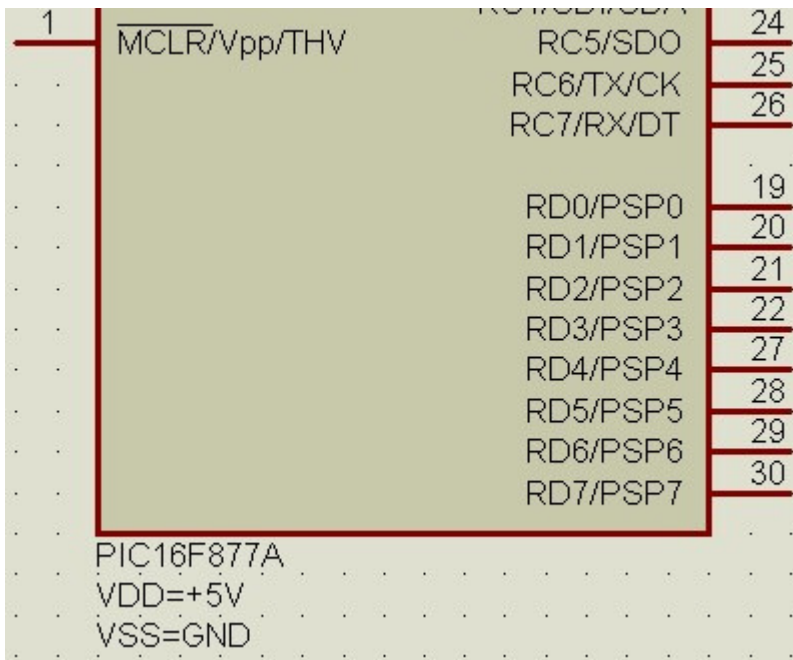 1
MCLR/Vpp/THV
RC5/SDO
24
RC6/TX/CK
25
RC7/RX/DT
26
RD0/PSP0
19
RD1/PSP1
20
RD2/PSP2
21
RD3/PSP3
22
RD4/PSP4
27
RD5/PSP5
28
RD6/PSP6
29
RD7/PSP7
30
PIC16F877A
VDD=+5V
VSS=GND